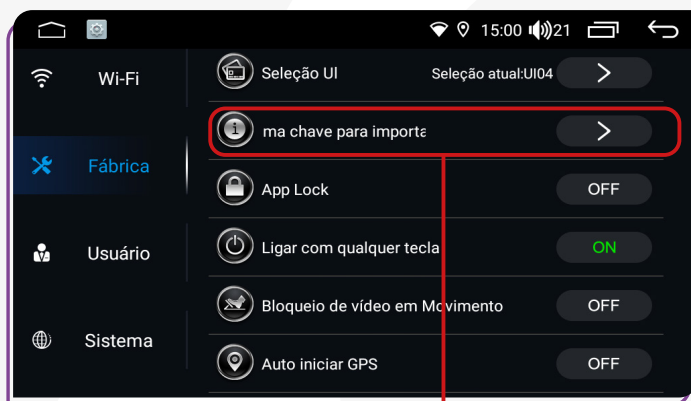 15:00 21
Wi-Fi
Seleção UI Seleção atual:UI04
ma chave para importa
Fábrica
App Lock OFF
Usuário
Ligar com qualquer tecla ON
Bloqueio de vídeo em Movimento OFF
Sistema
Auto iniciar GPS OFF